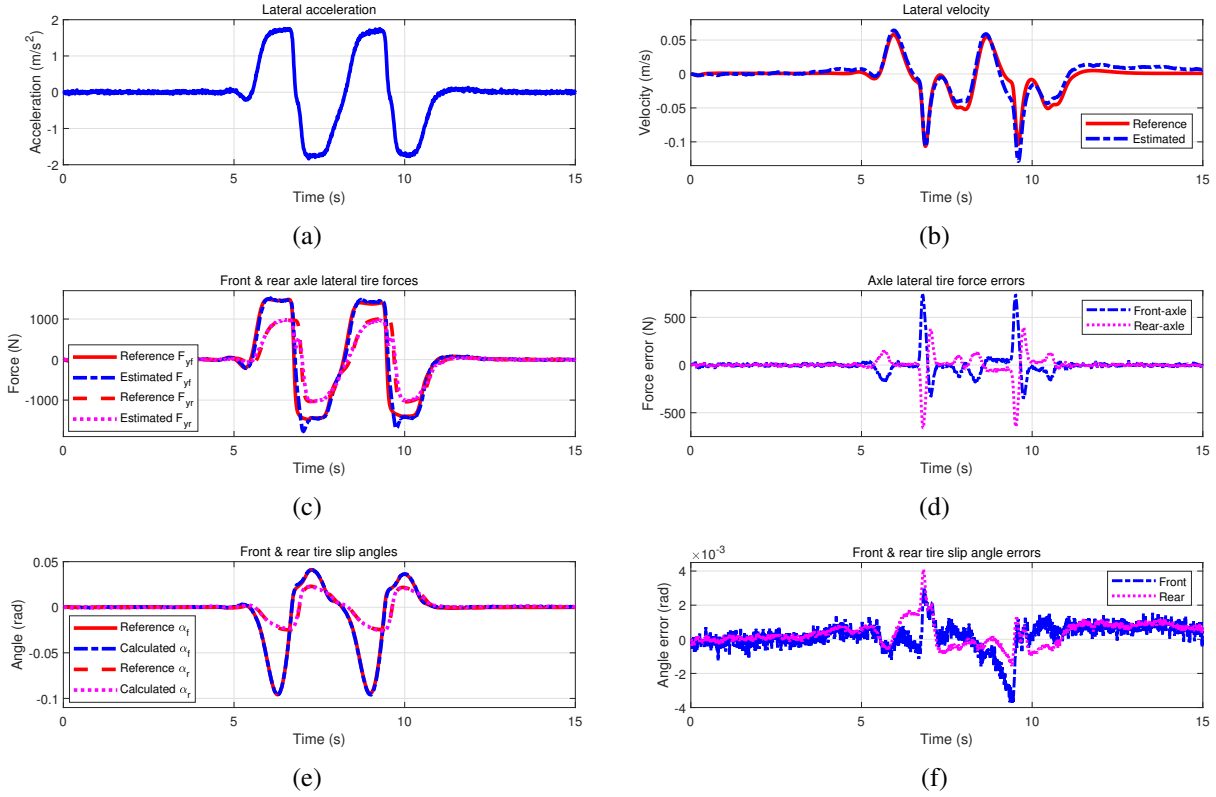 Lateral acceleration
Acceleration (m/s²)
2
1
0
-1
-2
0
5
10
15
Time (s)
(a)
Lateral velocity
Velocity (m/s)
0.05
0
-0.05
-0.1
Reference
Estimated
0
5
10
15
Time (s)
(b)
Front & rear axle lateral tire forces
Force (N)
1000
0
-1000
Reference F_yf
Estimated F_yf
Reference F_yr
Estimated F_yr
0
5
10
15
Time (s)
(c)
Axle lateral tire force errors
Force error (N)
500
0
-500
Front-axle
Rear-axle
0
5
10
15
Time (s)
(d)
Front & rear tire slip angles
Angle (rad)
0.05
0
-0.05
-0.1
Reference α_f
Calculated α_f
Reference α_r
Calculated α_r
0
5
10
15
Time (s)
(e)
Front & rear tire slip angle errors
×10⁻³
Angle error (rad)
4
2
0
-2
-4
Front
Rear
0
5
10
15
Time (s)
(f)